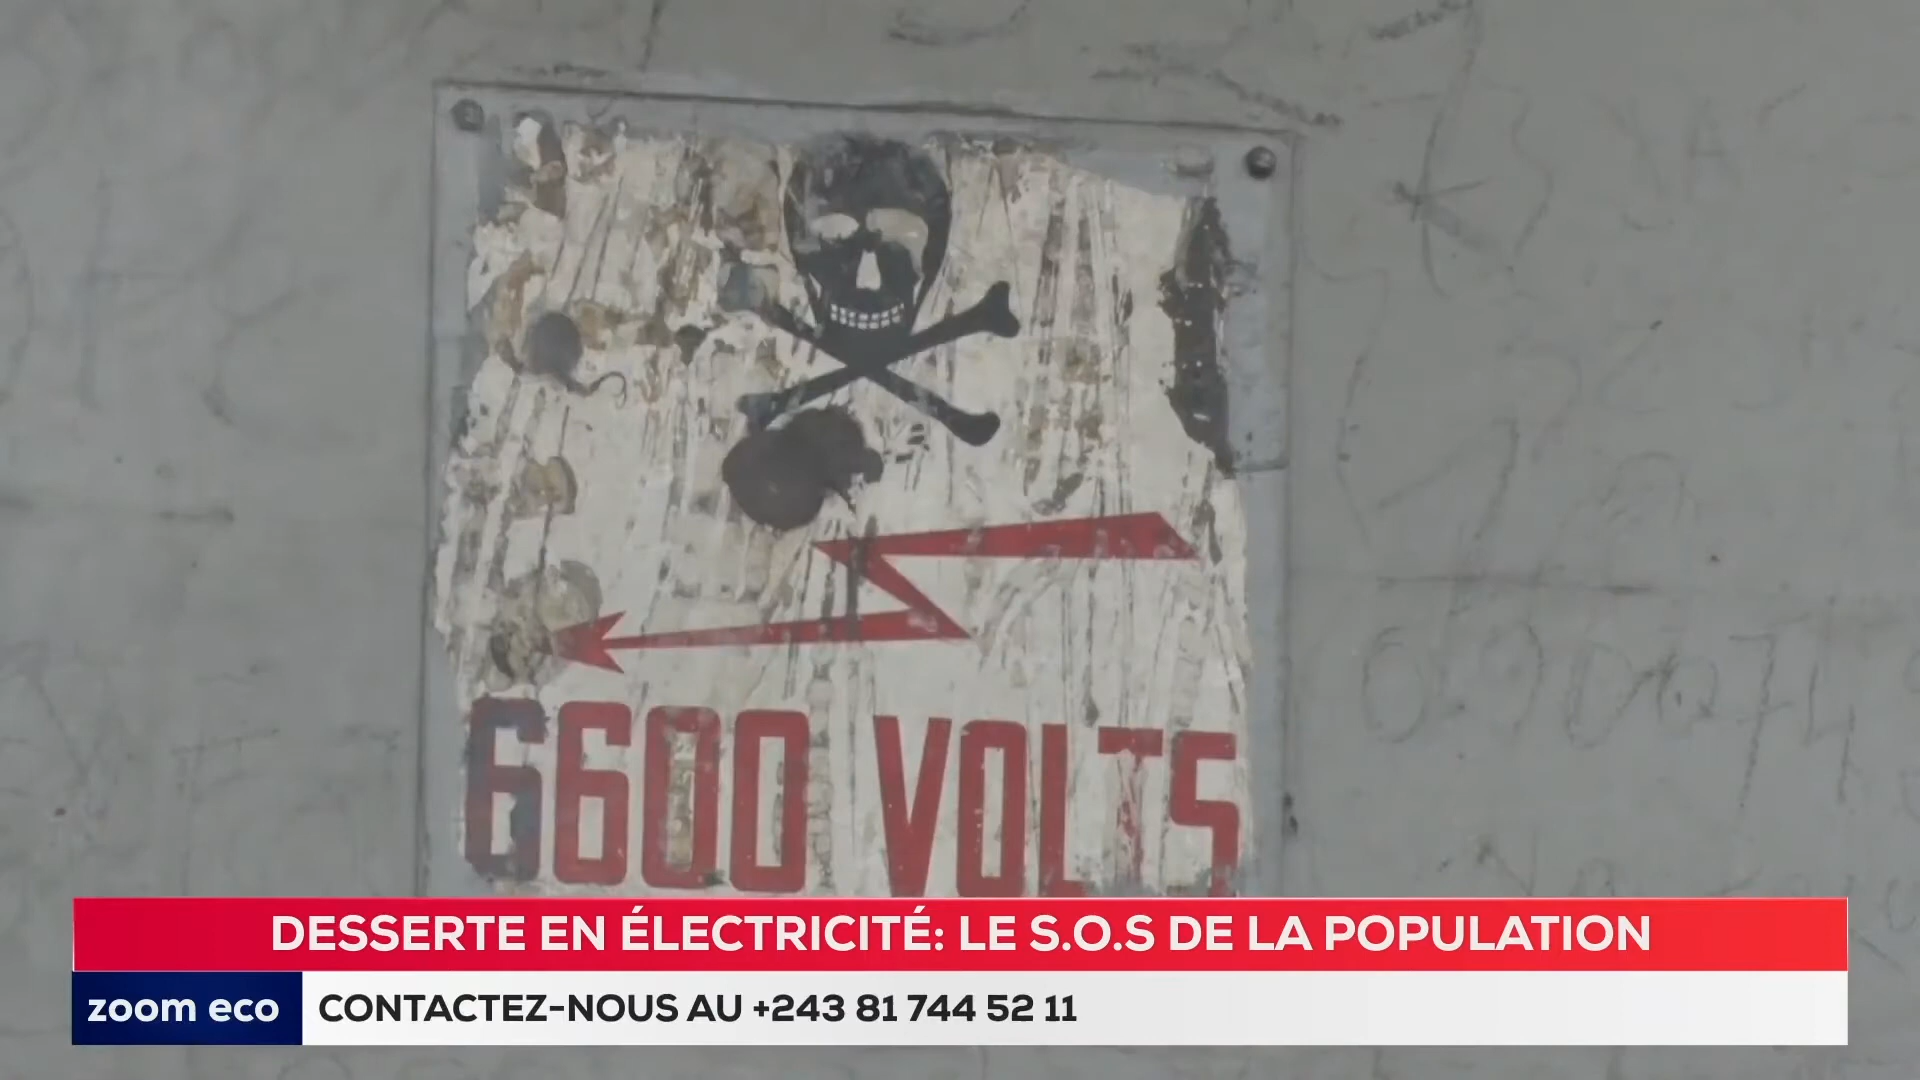 6600 VOLTS
DESSERTE EN ÉLECTRICITÉ: LE S.O.S DE LA POPULATION
zoom eco
CONTACTEZ-NOUS AU +243 81 744 52 11